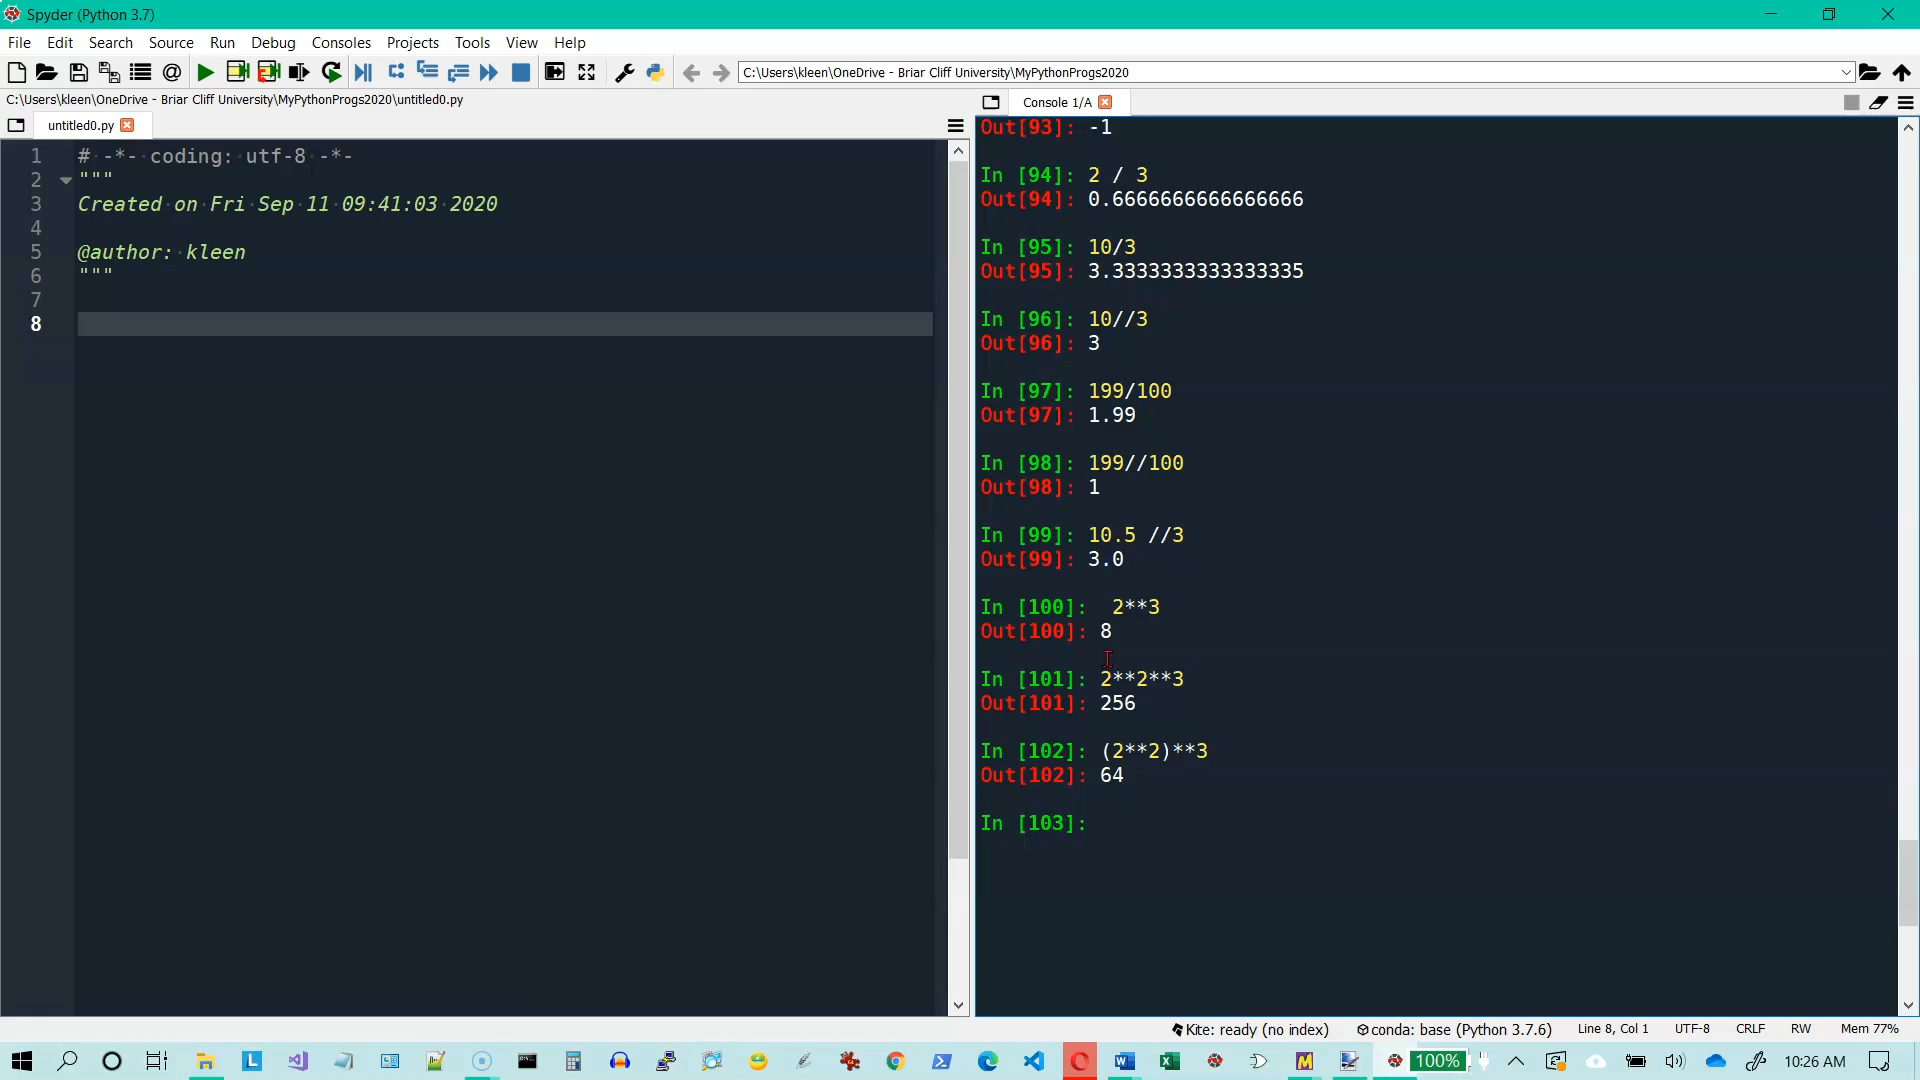 Spyder (Python 3.7)
File Edit Search Source Run Debug Consoles Projects Tools View Help
C:\Users\kleen\OneDrive - Briar Cliff University\MyPythonProgs2020
C:\Users\kleen\OneDrive - Briar Cliff University\MyPythonProgs2020\untitled0.py
untitled0.py
1 # -*- coding: utf-8 -*-
2 """
3 Created on Fri Sep 11 09:41:03 2020
4
5 @author: kleen
6 """
7
8
Console 1/A
Out[93]: -1
In [94]: 2 / 3
Out[94]: 0.6666666666666666
In [95]: 10/3
Out[95]: 3.3333333333333335
In [96]: 10//3
Out[96]: 3
In [97]: 199/100
Out[97]: 1.99
In [98]: 199//100
Out[98]: 1
In [99]: 10.5 //3
Out[99]: 3.0
In [100]:  2**3
Out[100]: 8
In [101]: 2**2**3
Out[101]: 256
In [102]: (2**2)**3
Out[102]: 64
In [103]:
Kite: ready (no index) conda: base (Python 3.7.6) Line 8, Col 1 UTF-8 CRLF RW Mem 77%
100% 10:26 AM